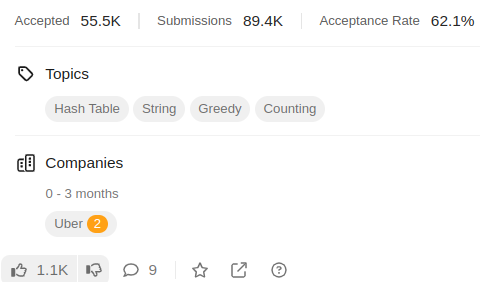 Accepted 55.5K Submissions 89.4K Acceptance Rate 62.1%
Topics
Hash Table String Greedy Counting
Companies
0 - 3 months
Uber 2
1.1K 9